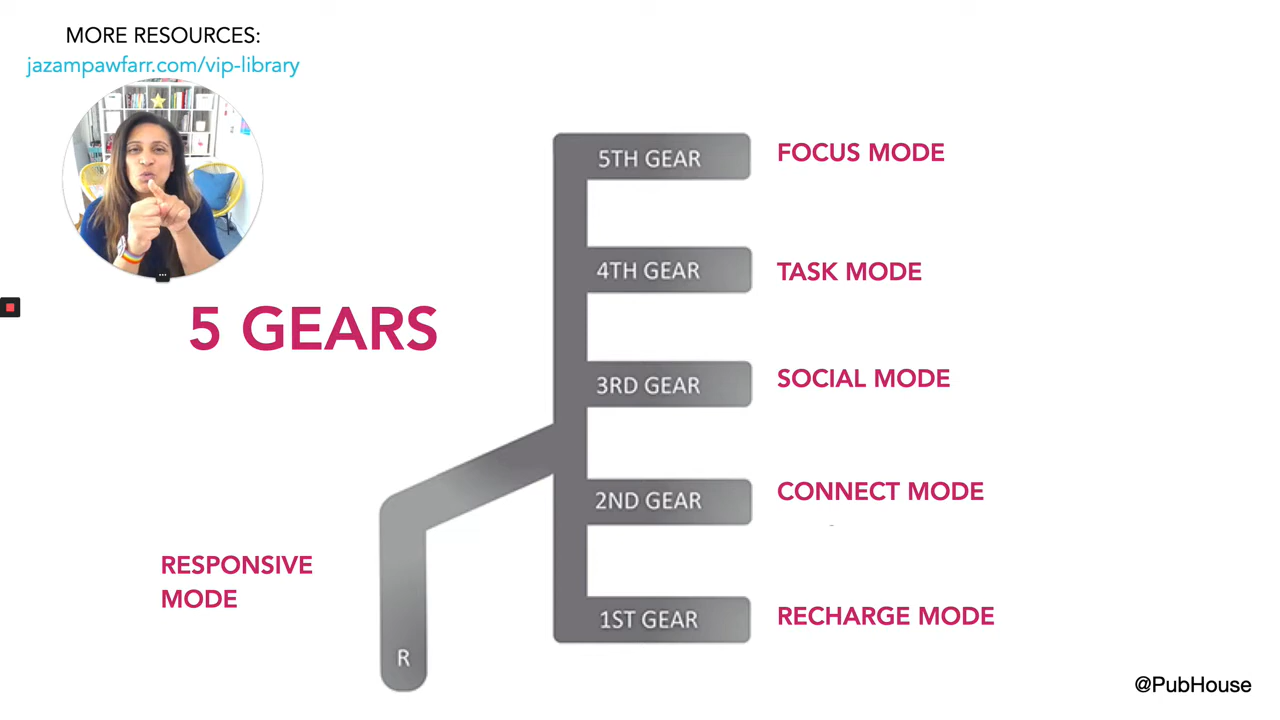 MORE RESOURCES:
jazampawfarr.com/vip-library
5TH GEAR
FOCUS MODE
4TH GEAR
TASK MODE
5 GEARS
3RD GEAR
SOCIAL MODE
2ND GEAR
CONNECT MODE
RESPONSIVE
MODE
1ST GEAR
RECHARGE MODE
R
@PubHouse